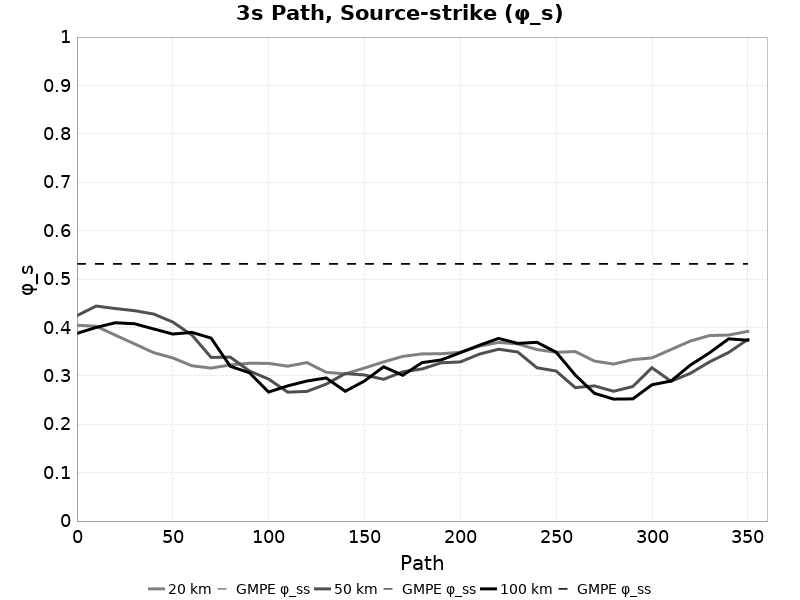 3s Path, Source-strike (φ_s)
1
0.9
0.8
0.7
0.6
0.5
0.4
0.3
0.2
0.1
0
φ_s
0 50 100 150 200 250 300 350
Path
20 km GMPE φ_ss 50 km GMPE φ_ss 100 km GMPE φ_ss